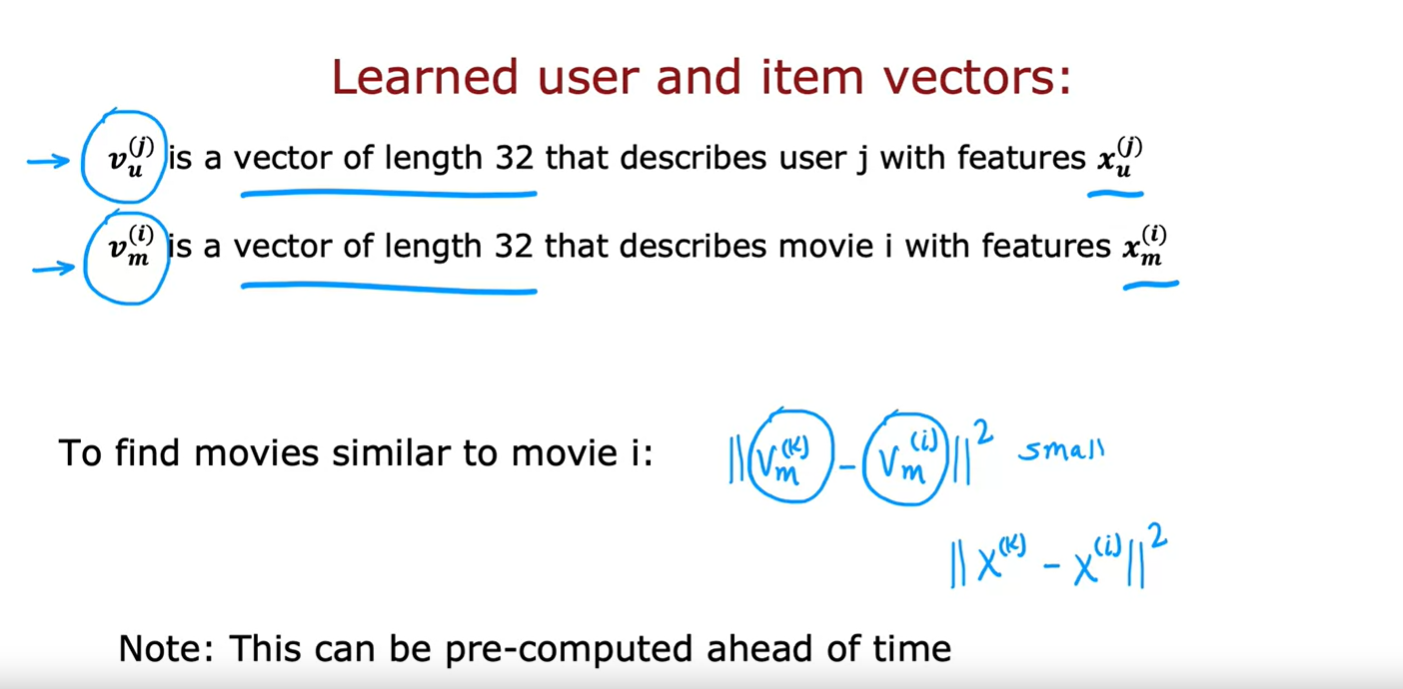 Learned user and item vectors:
v_u^(j) is a vector of length 32 that describes user j with features x_u^(j)
v_m^(i) is a vector of length 32 that describes movie i with features x_m^(i)
To find movies similar to movie i: ||v_m^(k) - v_m^(i)||^2 small
||x^(k) - x^(i)||^2
Note: This can be pre-computed ahead of time